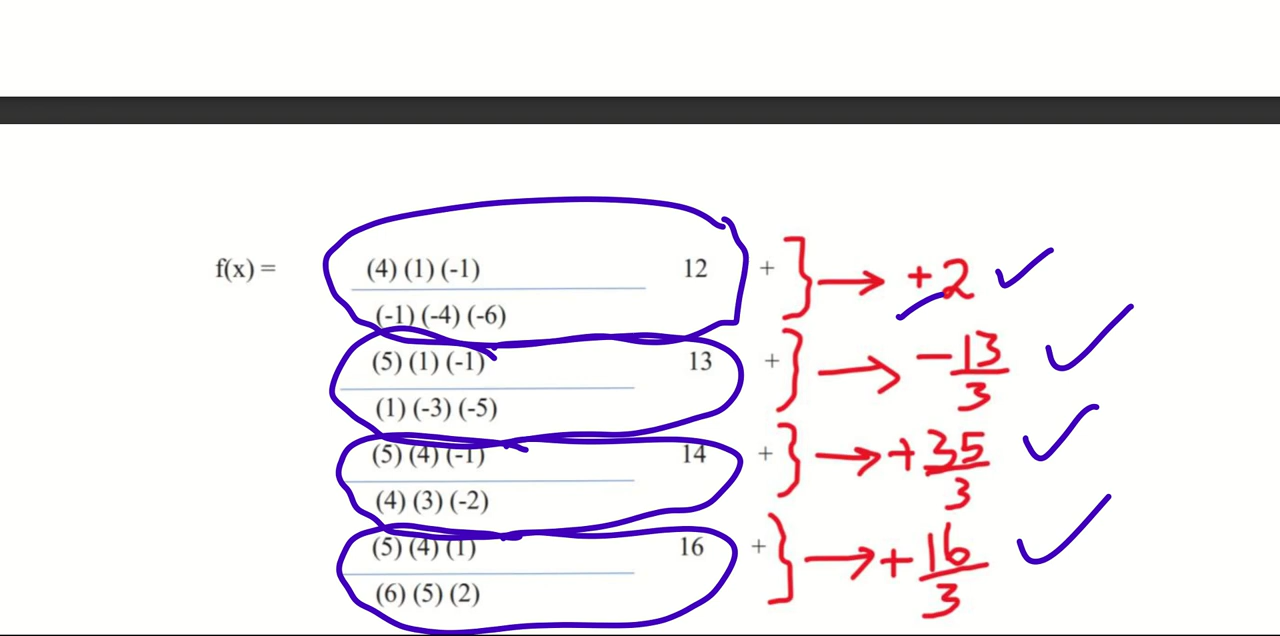 f(x) = (4) (1) (-1) 12 + } → +2 ✓
(-1) (-4) (-6)
(5) (1) (-1) 13 + } → -13/3 ✓
(1) (-3) (-5)
(5) (4) (-1) 14 + } → +35/3 ✓
(4) (3) (-2)
(5) (4) (1) 16 + } → +16/3 ✓
(6) (5) (2)